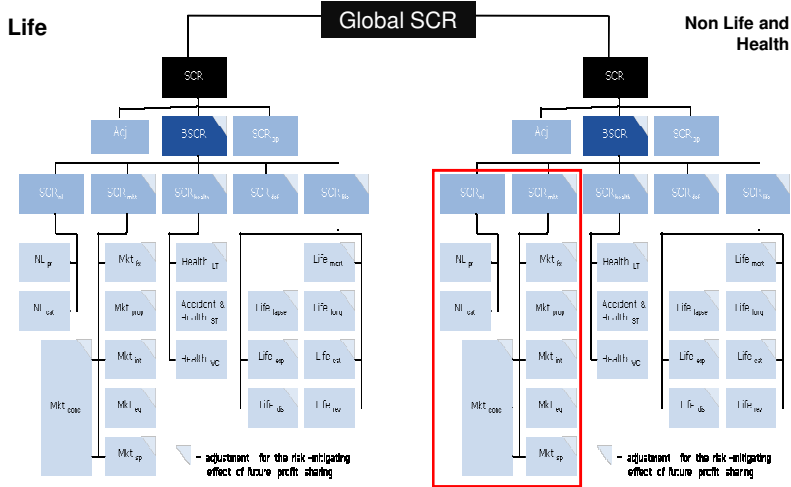 Global SCR
Life
Non Life and
Health
SCR
Adj
BSCR
SCR op
SCR nl
SCR mkt
SCR Health
SCR def
SCR life
NL pr
Mkt fx
Health LT
Life mort
NL cat
Mkt prop
Accident &
Health ST
Life lapse
Life long
Mkt conc
Mkt int
Health WC
Life exp
Life cat
Mkt eq
Life dis
Life rev
Mkt sp
= adjustment for the risk-mitigating
effect of future profit sharing
SCR
Adj
BSCR
SCR op
SCR nl
SCR mkt
SCR Health
SCR def
SCR life
NL pr
Mkt fx
Health LT
Life mort
NL cat
Mkt prop
Accident &
Health ST
Life lapse
Life long
Mkt conc
Mkt int
Health WC
Life exp
Life cat
Mkt eq
Life dis
Life rev
Mkt sp
= adjustment for the risk-mitigating
effect of future profit sharing